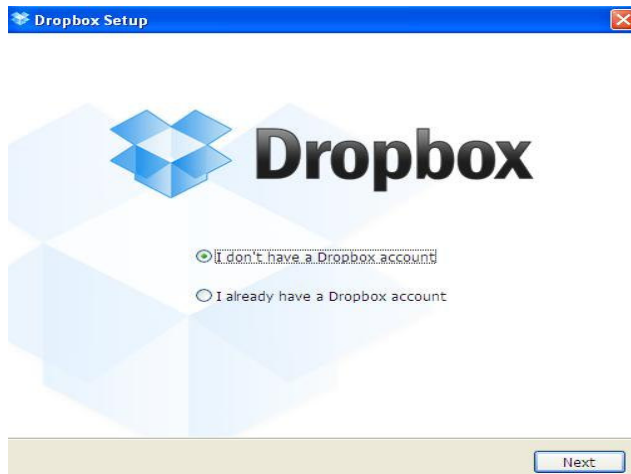 Dropbox Setup
Dropbox
I don't have a Dropbox account
I already have a Dropbox account
Next